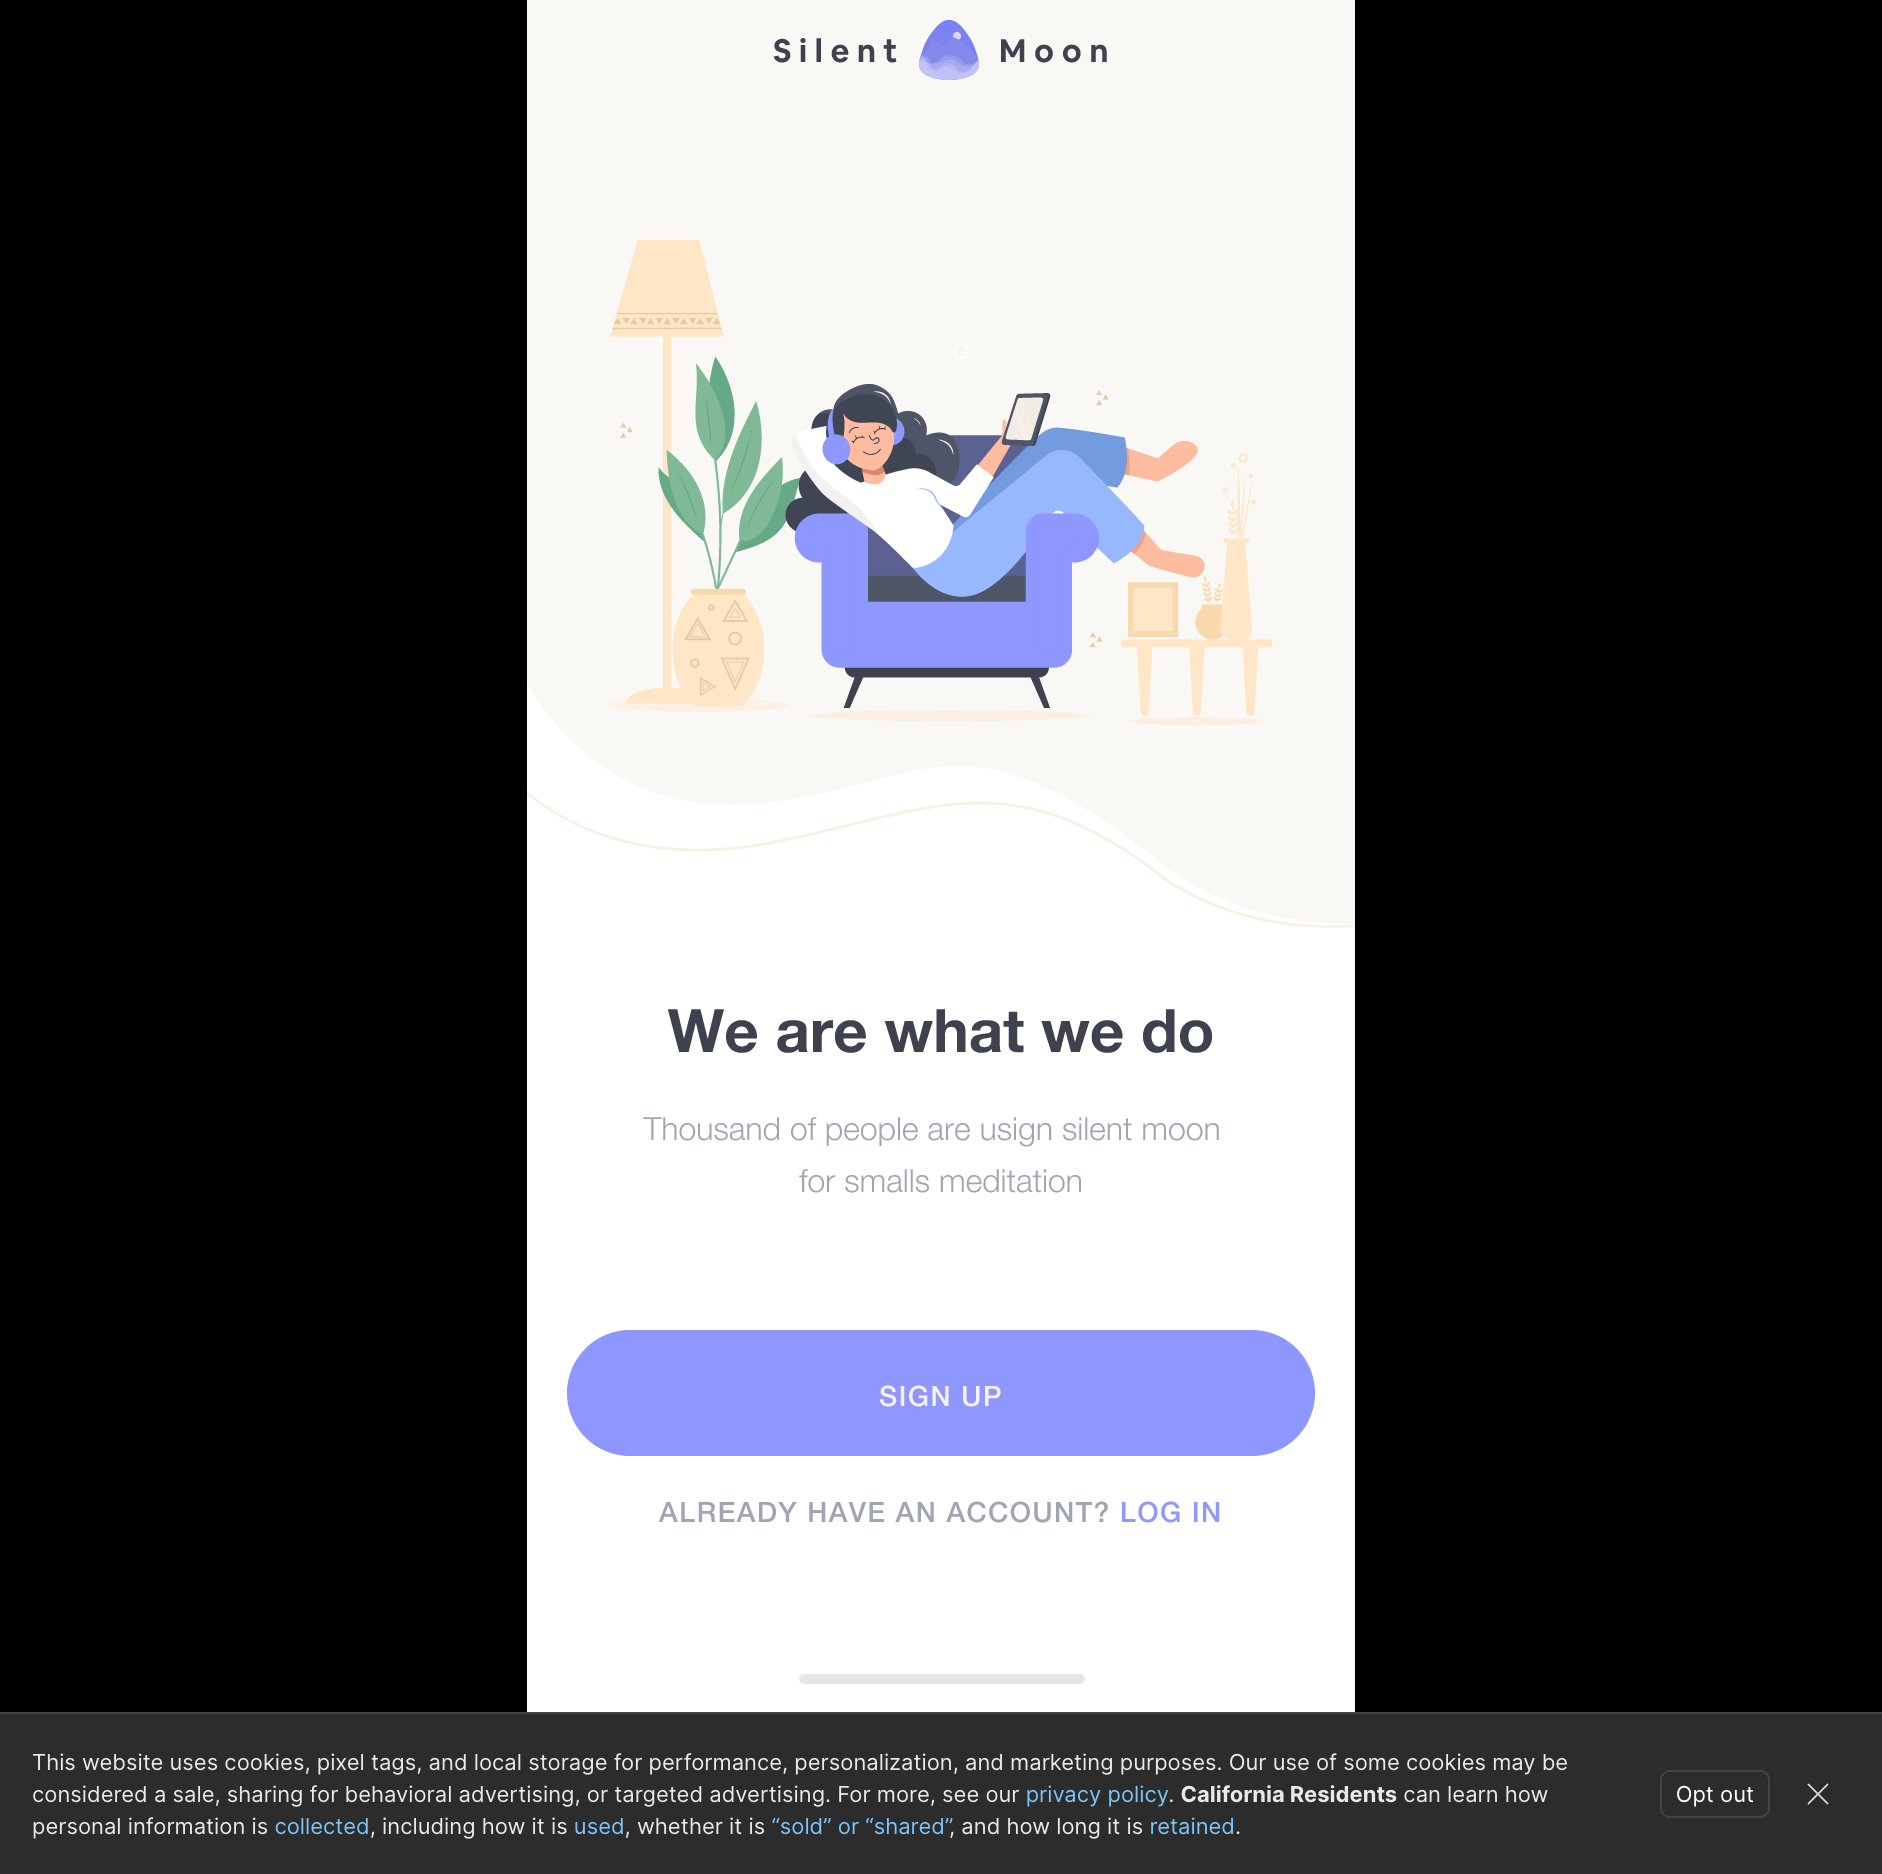 Silent Moon
We are what we do
Thousand of people are usign silent moon
for smalls meditation
SIGN UP
ALREADY HAVE AN ACCOUNT? LOG IN
This website uses cookies, pixel tags, and local storage for performance, personalization, and marketing purposes. Our use of some cookies may be
considered a sale, sharing for behavioral advertising, or targeted advertising. For more, see our privacy policy. California Residents can learn how
personal information is collected, including how it is used, whether it is “sold” or “shared”, and how long it is retained.
Opt out